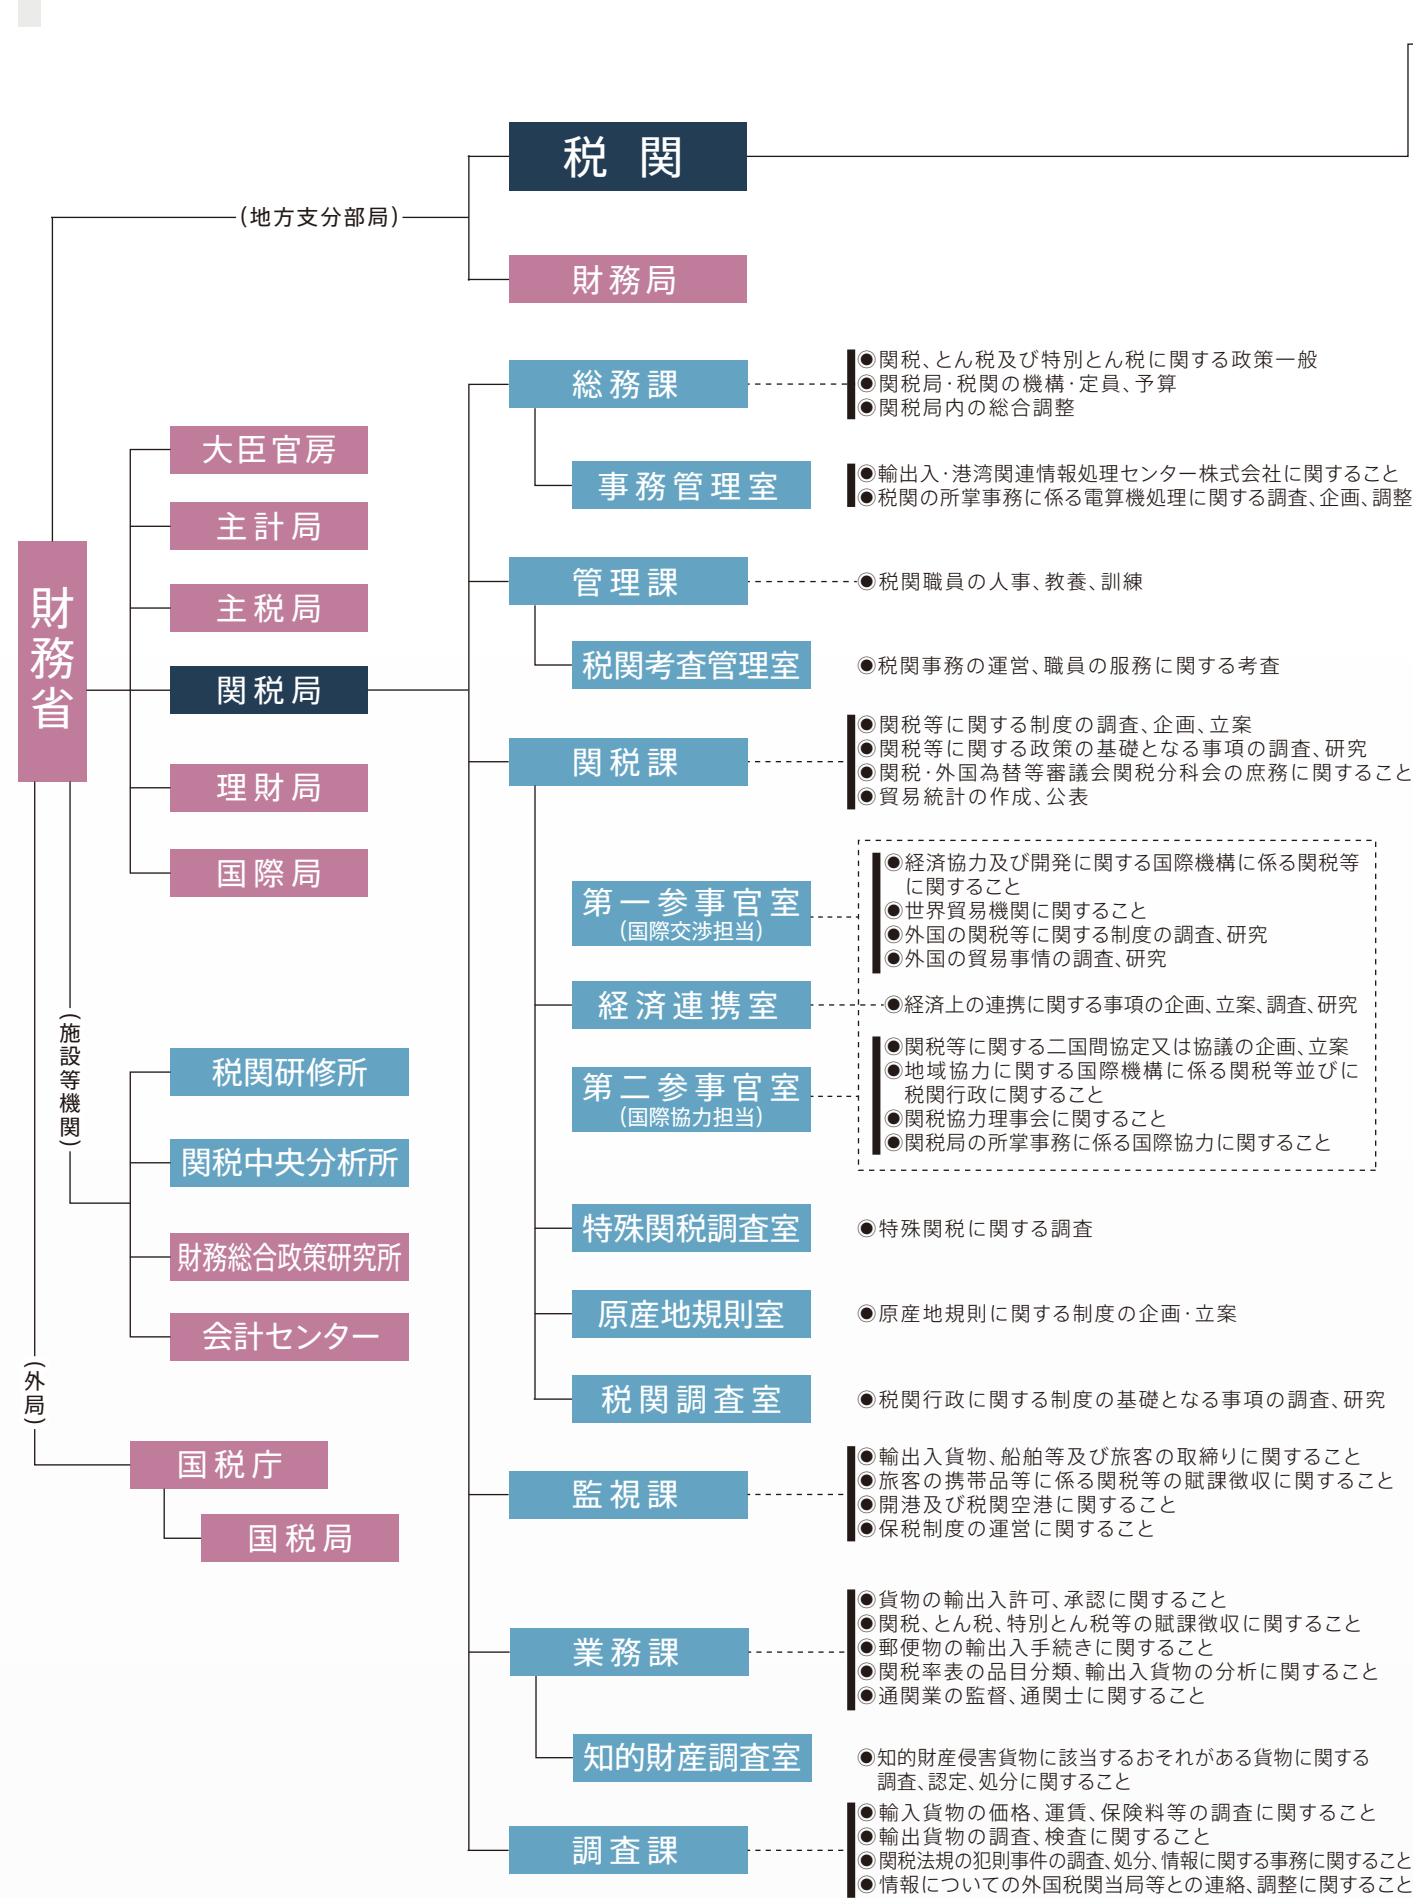 税関
(地方支分部局)
財務局
財務省
大臣官房
主計局
主税局
関税局
理財局
国際局
(施設等機関)
税関研修所
関税中央分析所
財務総合政策研究所
会計センター
(外局)
国税庁
国税局
総務課
◉関税、とん税及び特別とん税に関する政策一般
◉関税局·税関の機構·定員、予算
◉関税局内の総合調整
事務管理室
◉輸出入·港湾関連情報処理センター株式会社に関すること
◉税関の所掌事務に係る電算機処理に関する調査、企画、調整
管理課
◉税関職員の人事、教養、訓練
税関考査管理室
◉税関事務の運営、職員の服務に関する考査
関税課
◉関税等に関する制度の調査、企画、立案
◉関税等に関する政策の基礎となる事項の調査、研究
◉関税·外国為替等審議会関税分科会の庶務に関すること
◉貿易統計の作成、公表
第一参事官室
(国際交渉担当)
◉経済協力及び開発に関する国際機構に係る関税等
に関すること
◉世界貿易機関に関すること
◉外国の関税等に関する制度の調査、研究
◉外国の貿易事情の調査、研究
経済連携室
◉経済上の連携に関する事項の企画、立案、調査、研究
第二参事官室
(国際協力担当)
◉関税等に関する二国間協定又は協議の企画、立案
◉地域協力に関する国際機構に係る関税等並びに
税関行政に関すること
◉関税協力理事会に関すること
◉関税局の所掌事務に係る国際協力に関すること
特殊関税調査室
◉特殊関税に関する調査
原産地規則室
◉原産地規則に関する制度の企画·立案
税関調査室
◉税関行政に関する制度の基礎となる事項の調査、研究
監視課
◉輸出入貨物、船舶等及び旅客の取締りに関すること
◉旅客の携帯品等に係る関税等の賦課徴収に関すること
◉開港及び税関空港に関すること
◉保税制度の運営に関すること
業務課
◉貨物の輸出入許可、承認に関すること
◉関税、とん税、特別とん税等の賦課徴収に関すること
◉郵便物の輸出入手続きに関すること
◉関税率表の品目分類、輸出入貨物の分析に関すること
◉通関業の監督、通関士に関すること
知的財産調査室
◉知的財産侵害貨物に該当するおそれがある貨物に関する
調査、認定、処分に関すること
調査課
◉輸入貨物の価格、運賃、保険料等の調査に関すること
◉輸出貨物の調査、検査に関すること
◉関税法規の犯則事件の調査、処分、情報に関する事務に関すること
◉情報についての外国税関当局等との連絡、調整に関すること